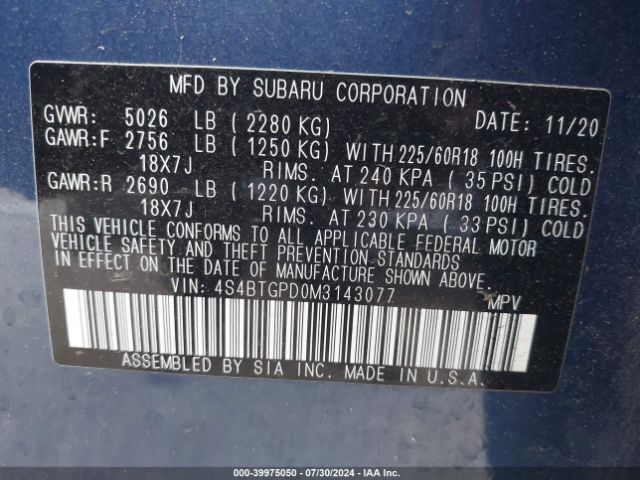 MFD BY SUBARU CORPORATION
GVWR: 5026 LB ( 2280 KG) DATE: 11/20
GAWR:F 2756 LB ( 1250 KG) WITH 225/60R18 100H TIRES.
18X7J RIMS. AT 240 KPA ( 35 PSI) COLD
GAWR:R 2690 LB ( 1220 KG) WITH 225/60R18 100H TIRES.
18X7J RIMS. AT 230 KPA ( 33 PSI) COLD
THIS VEHICLE CONFORMS TO ALL APPLICABLE FEDERAL MOTOR
VEHICLE SAFETY AND THEFT PREVENTION STANDARDS
IN EFFECT ON THE DATE OF MANUFACTURE SHOWN ABOVE.
VIN: 4S4BTGPD0M3143077 MPV
ASSEMBLED BY SIA INC. MADE IN U.S.A.
000-39975050 - 07/30/2024 - IAA Inc.